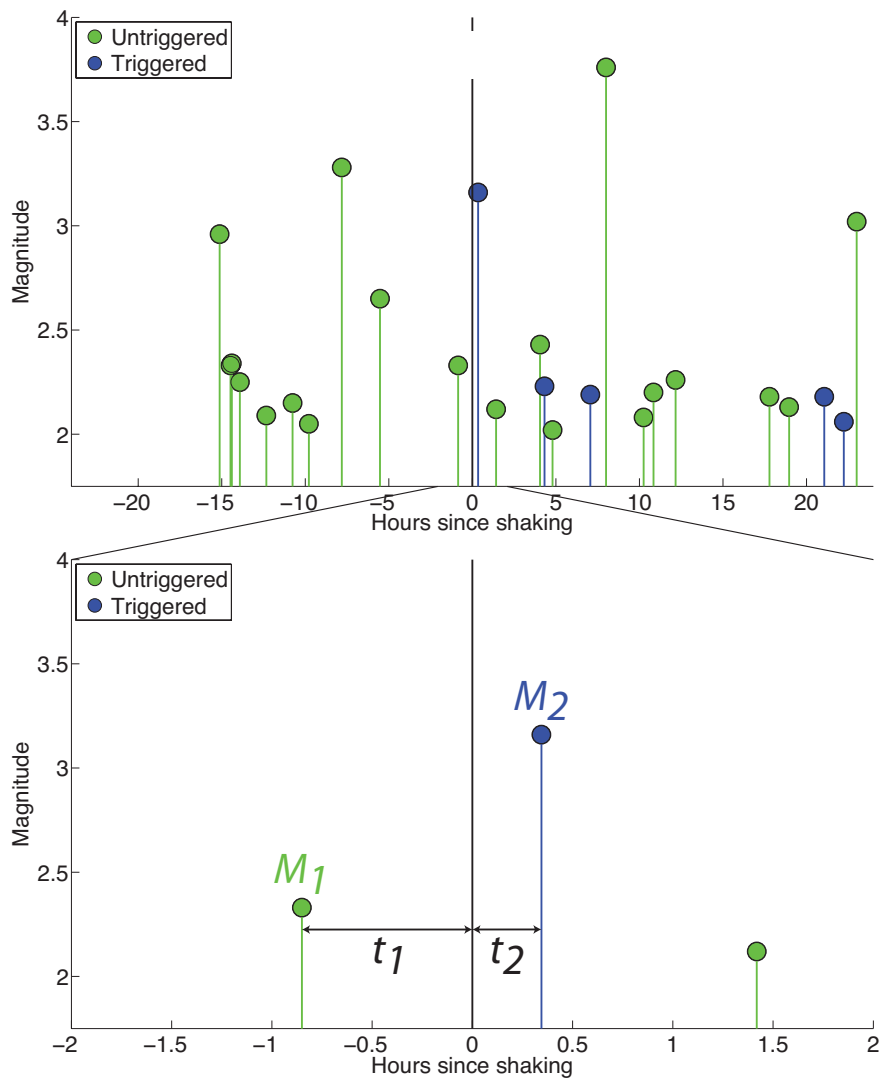 4
Untriggered
Triggered
3.5
3
2.5
2
Magnitude
−20 −15 −10 −5 0 5 10 15 20
Hours since shaking
4
Untriggered
Triggered
3.5
3
2.5
2
Magnitude
M2
M1
t1 t2
−2 −1.5 −1 −0.5 0 0.5 1 1.5 2
Hours since shaking